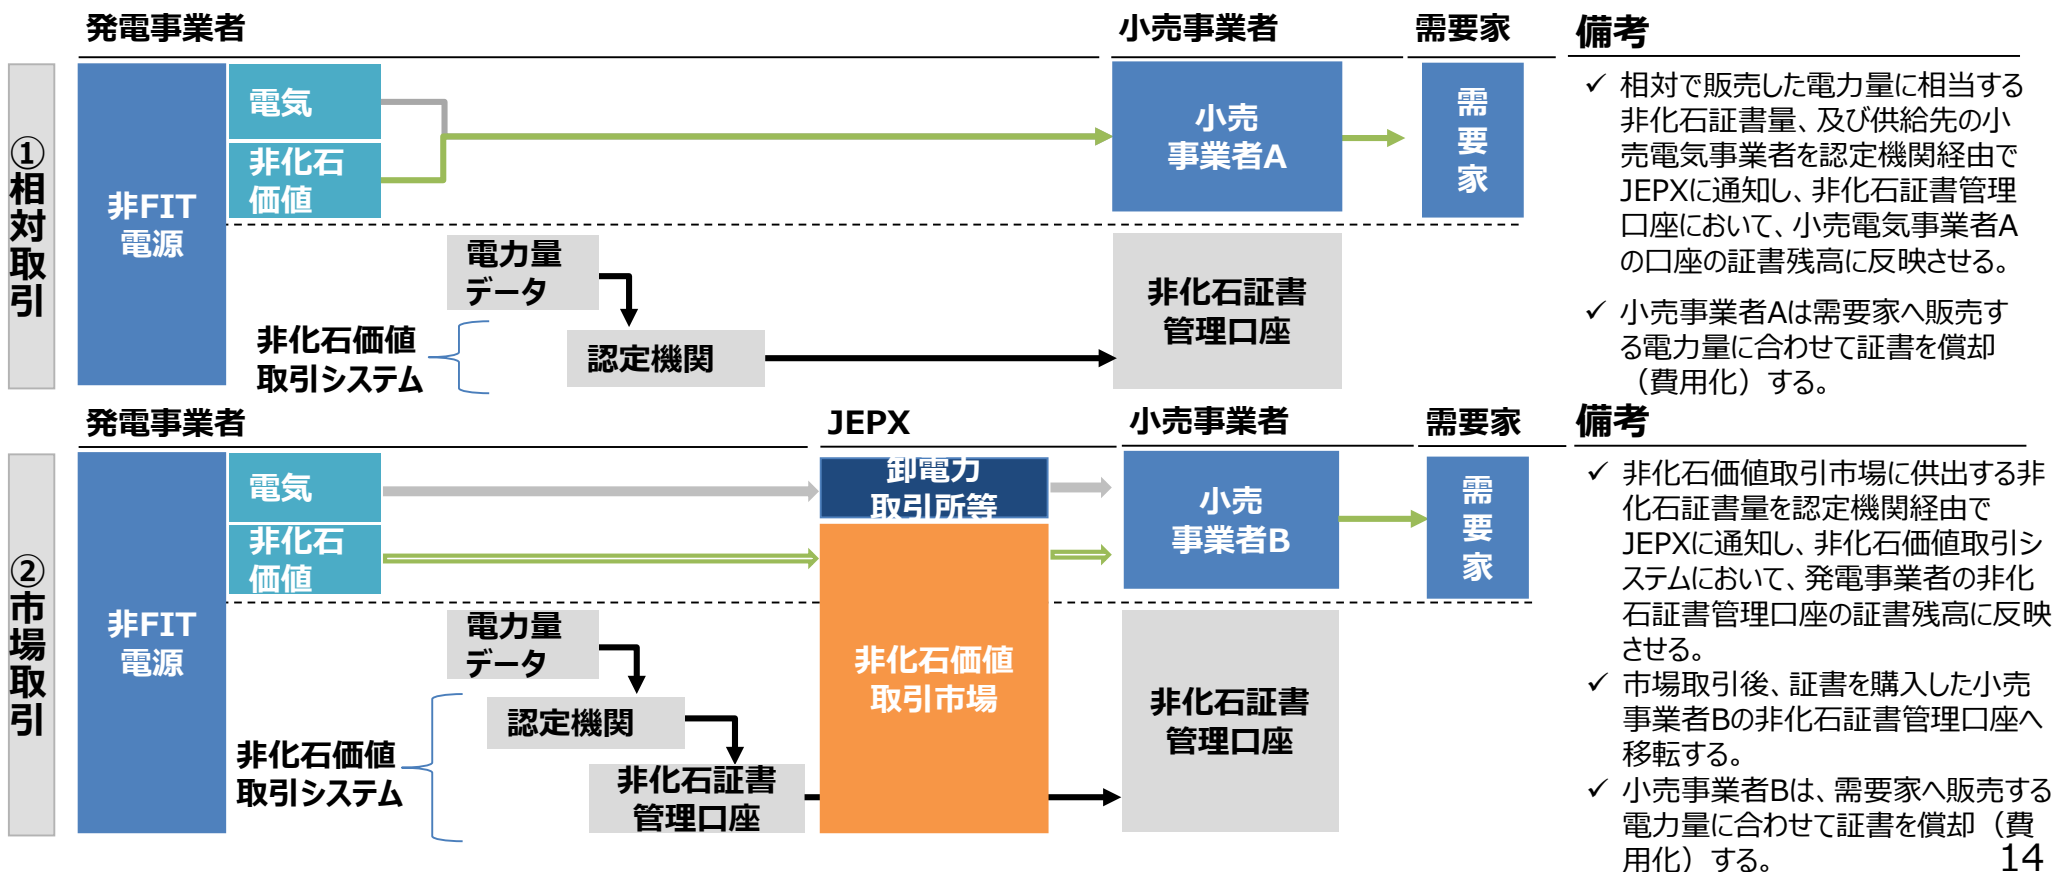 発電事業者
小売事業者
需要家
備考
①相対取引
非FIT
電源
電気
非化石
価値
小売
事業者A
需要家
電力量
データ
非化石価値
取引システム
認定機関
非化石証書
管理口座
✓ 相対で販売した電力量に相当する
非化石証書量、及び供給先の小
売電気事業者を認定機関経由で
JEPXに通知し、非化石証書管理
口座において、小売電気事業者A
の口座の証書残高に反映させる。
✓ 小売事業者Aは需要家へ販売す
る電力量に合わせて証書を償却
（費用化）する。
発電事業者
JEPX
小売事業者
需要家
備考
②市場取引
非FIT
電源
電気
非化石
価値
卸電力
取引所等
小売
事業者B
需要家
電力量
データ
認定機関
非化石価値
取引システム
非化石証書
管理口座
非化石価値
取引市場
非化石証書
管理口座
✓ 非化石価値取引市場に供出する非
化石証書量を認定機関経由で
JEPXに通知し、非化石価値取引シ
ステムにおいて、発電事業者の非化
石証書管理口座の証書残高に反映
させる。
✓ 市場取引後、証書を購入した小売
事業者Bの非化石証書管理口座へ
移転する。
✓ 小売事業者Bは、需要家へ販売する
電力量に合わせて証書を償却（費
用化）する。
14